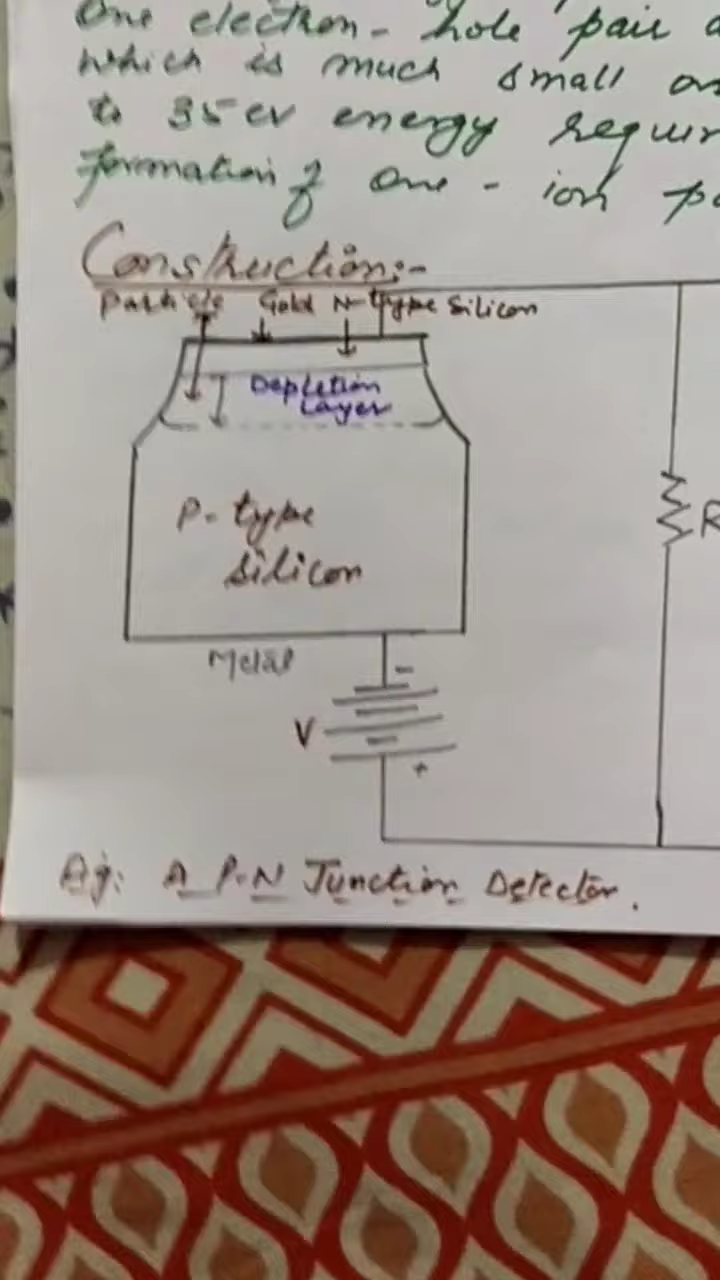 One electron - hole pair
which is much small as
to 35 ev energy requir
formation of one - ion pa
Construction:-
Particle Gold N-type Silicon
Depletion
Layer
P-type
silicon
R
Metal
-
V
+
Fig: A P-N Junction Detector.